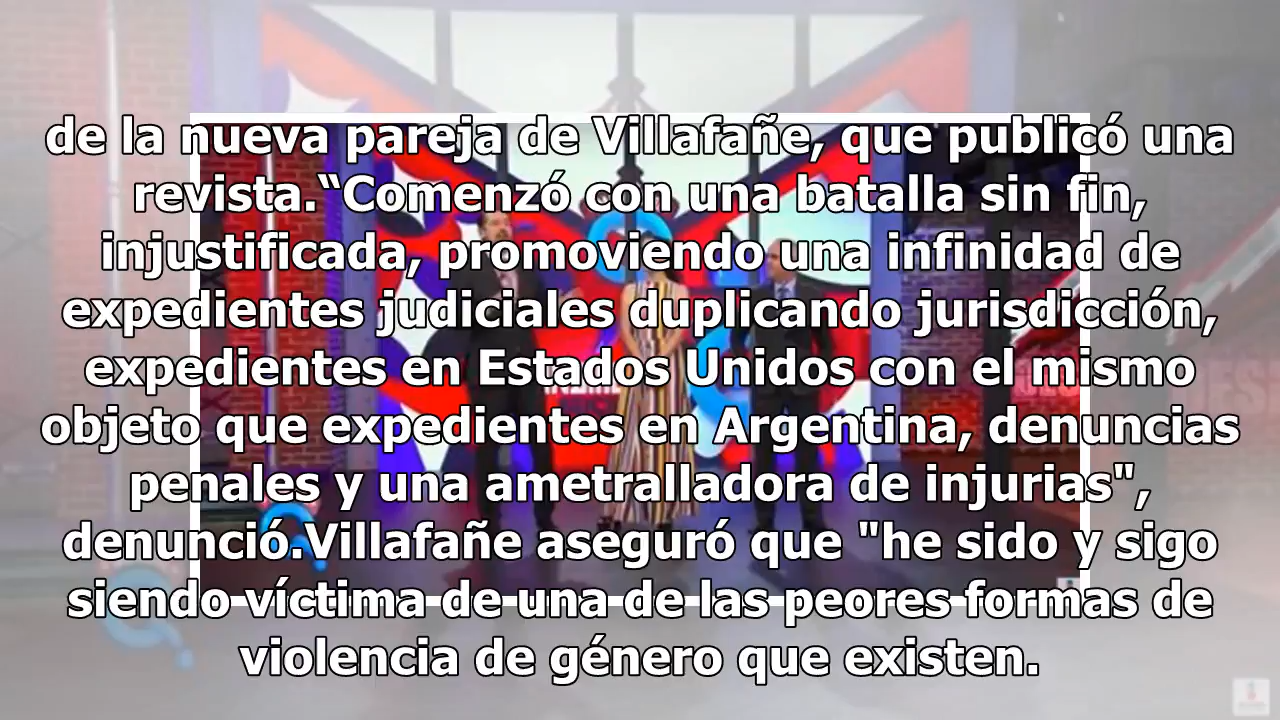 de la nueva pareja de Villafañe, que publicó una
revista.“Comenzó con una batalla sin fin,
injustificada, promoviendo una infinidad de
expedientes judiciales duplicando jurisdicción,
expedientes en Estados Unidos con el mismo
objeto que expedientes en Argentina, denuncias
penales y una ametralladora de injurias",
denunció.Villafañe aseguró que "he sido y sigo
siendo víctima de una de las peores formas de
violencia de género que existen.